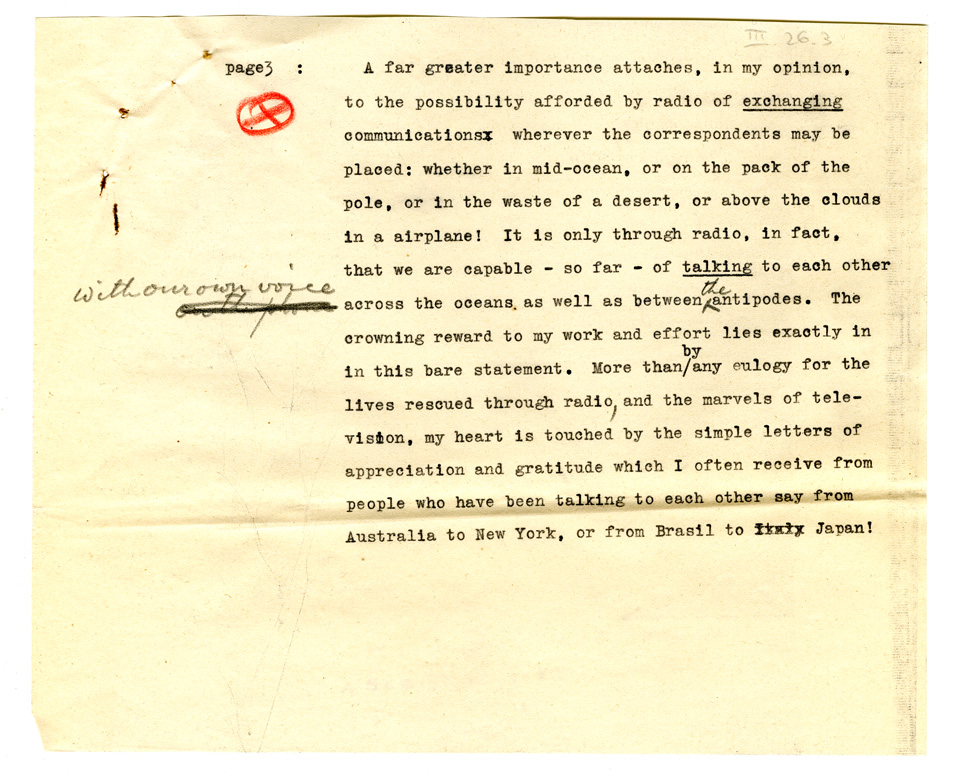 III 26.3
page3 : A far greater importance attaches, in my opinion,
to the possibility afforded by radio of exchanging
communicationsx wherever the correspondents may be
placed: whether in mid-ocean, or on the pack of the
pole, or in the waste of a desert, or above the clouds
in a airplane! It is only through radio, in fact,
that we are capable - so far - of talking to each other
with our own voice
the
across the oceans as well as between antipodes. The
crowning reward to my work and effort lies exactly in
by
in this bare statement. More than/any eulogy for the
lives rescued through radio, and the marvels of tele-
vision, my heart is touched by the simple letters of
appreciation and gratitude which I often receive from
people who have been talking to each other say from
Australia to New York, or from Brasil to Italy Japan!